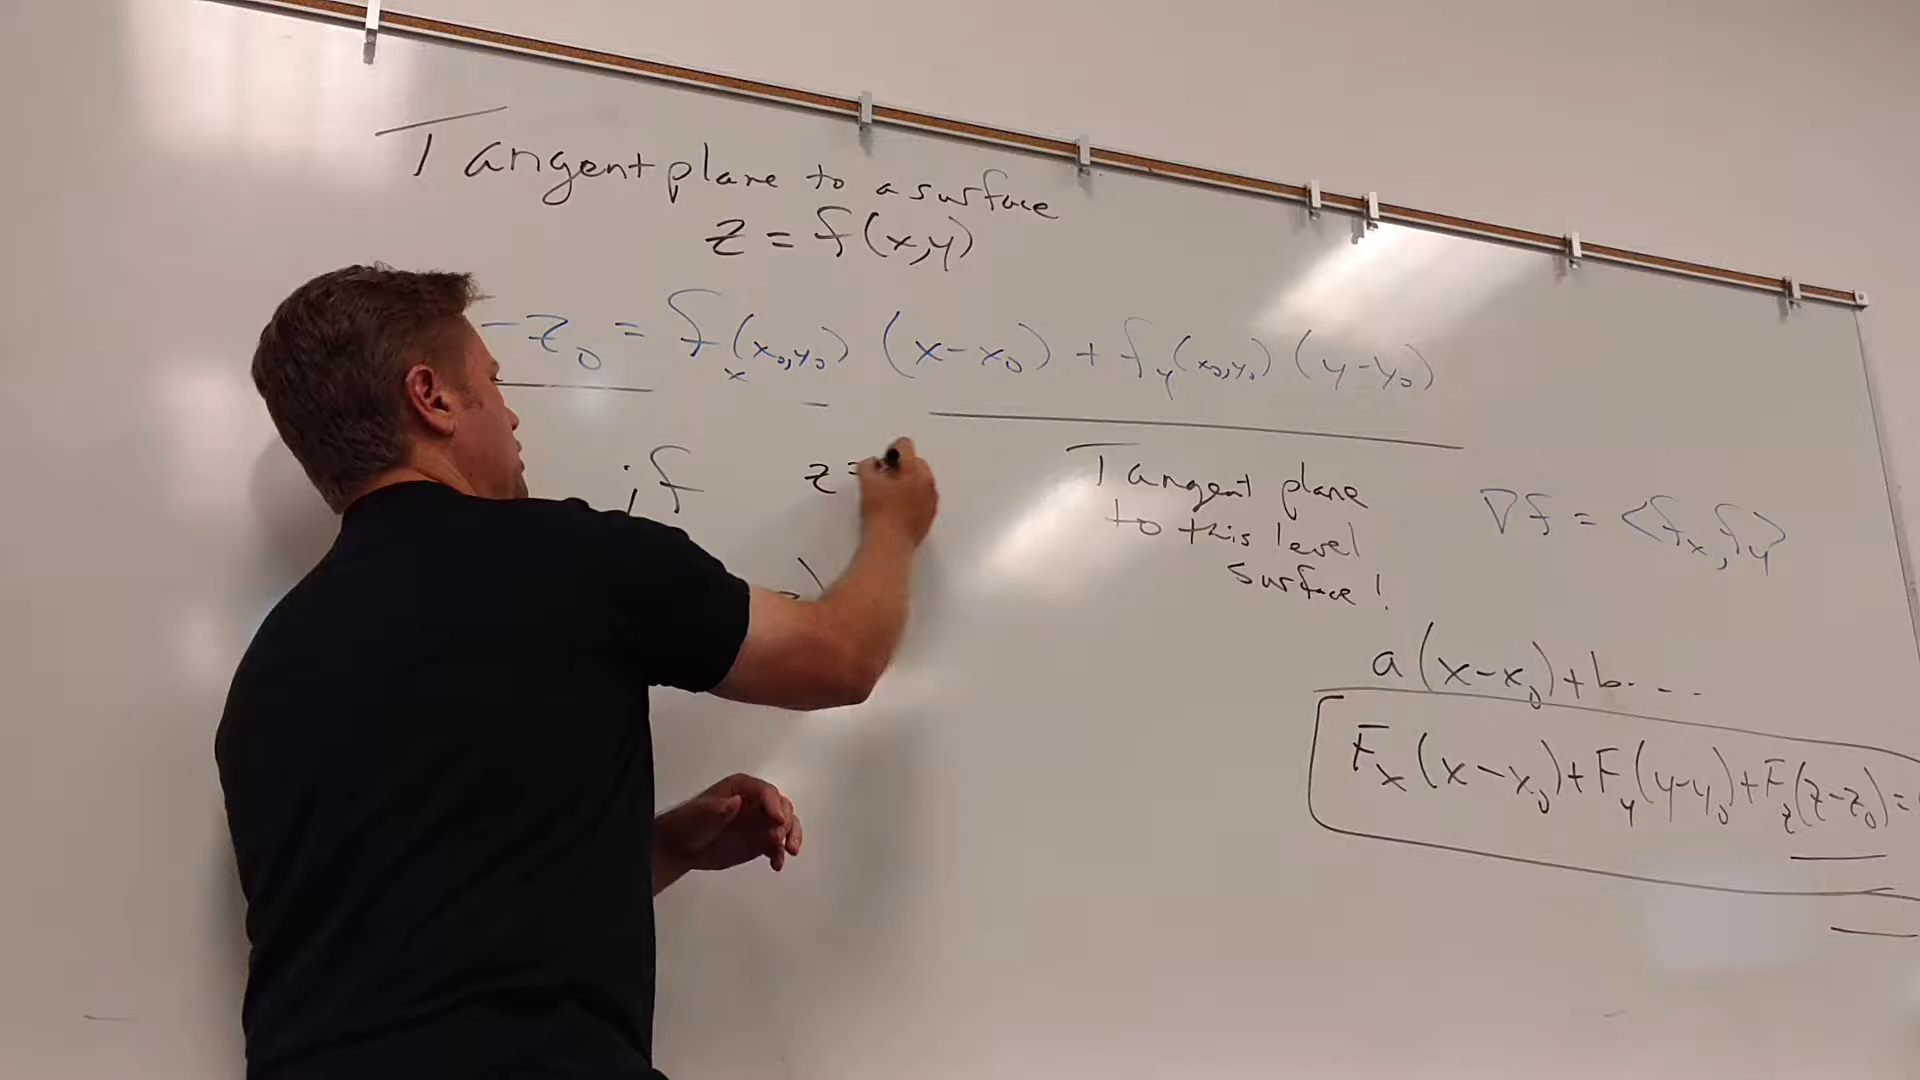 Tangent plane to a surface
z = f(x,y)
- z₀ = fₓ(x₀,y₀) (x-x₀) + f_y(x₀,y₀) (y-y₀)
if z =
Tangent plane
to this level
surface!
∇f = <fₓ, f_y>
a(x-x₀)+b...
Fₓ(x-x₀)+F_y(y-y₀)+F_z(z-z₀)=